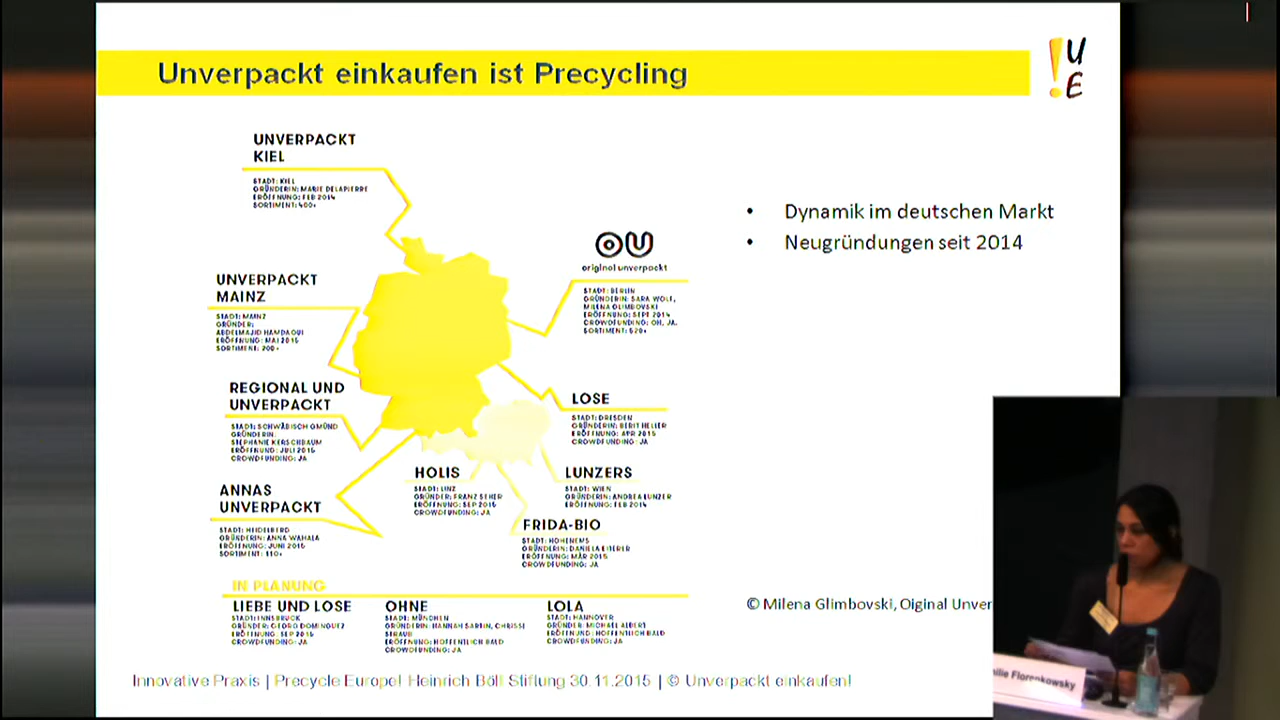 Unverpackt einkaufen ist Precycling
! U
E
UNVERPACKT
KIEL
STADT: KIEL
GRÜNDERIN: MARIE DELAPIERRE
ERÖFFNUNG: FEB 2014
SORTIMENT: 400+
OU
original unverpackt
STADT: BERLIN
GRÜNDERIN: SARA WOLF,
MILENA GLIMBOVSKI
ERÖFFNUNG: SEPT 2014
CROWDFUNDING: OH, JA.
SORTIMENT: 520+
• Dynamik im deutschen Markt
• Neugründungen seit 2014
UNVERPACKT
MAINZ
STADT: MAINZ
GRÜNDER:
ABDELMAJID HAMDAOUI
ERÖFFNUNG: MAI 2015
SORTIMENT: 200+
REGIONAL UND
UNVERPACKT
STADT: SCHWÄBISCH GMÜND
GRÜNDERIN:
STEPHANIE KERSCHBAUM
ERÖFFNUNG: JULI 2015
CROWDFUNDING: JA
LOSE
STADT: DRESDEN
GRÜNDERIN: BERIT HELLER
ERÖFFNUNG: APR 2015
CROWDFUNDING: JA
ANNAS
UNVERPACKT
STADT: HEIDELBERG
GRÜNDERIN: ANNA WAHALA
ERÖFFNUNG: JUNI 2015
SORTIMENT: 110+
HOLIS
STADT: LINZ
GRÜNDER: FRANZ SEHER
ERÖFFNUNG: SEP 2015
CROWDFUNDING: JA
LUNZERS
STADT: WIEN
GRÜNDERIN: ANDREA LUNZER
ERÖFFNUNG: FEB 2014
FRIDA-BIO
STADT: HOHENEMS
GRÜNDERIN: DANIELA
ERÖFFNUNG: MÄR 2015
CROWDFUNDING: JA
IN PLANUNG
LIEBE UND LOSE
STADT: INNSBRUCK
GRÜNDER: GEORG DOMINGUEZ
ERÖFFNUNG: SEP 2015
CROWDFUNDING: JA
OHNE
STADT: MÜNCHEN
GRÜNDERIN: HANNAH SARTIN,
ERÖFFNUNG: HOFFENTLICH BALD
CROWDFUNDING: JA
LOLA
STADT: HANNOVER
GRÜNDER: MICHAEL ALBERT
ERÖFFNUNG: HOFFENTLICH BALD
CROWDFUNDING: JA
© Milena Glimbovski, Oiginal Unver
Innovative Praxis | Precycle Europe! Heinrich Böll Stiftung 30.11.2015 | © Unverpackt einkaufen!
ilie Florenkowsky